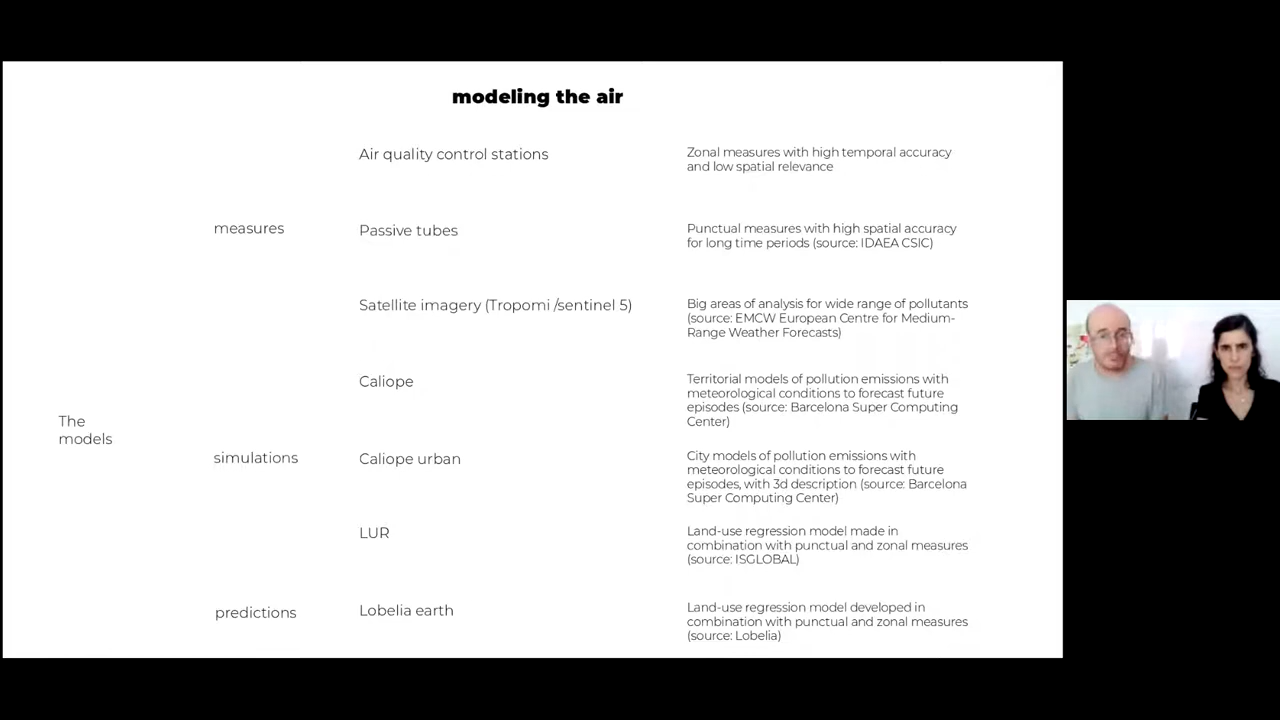 modeling the air
Air quality control stations
Zonal measures with high temporal accuracy
and low spatial relevance
measures
Passive tubes
Punctual measures with high spatial accuracy
for long time periods (source: IDAEA CSIC)
Satellite imagery (Tropomi /sentinel 5)
Big areas of analysis for wide range of pollutants
(source: EMCW European Centre for Medium-
Range Weather Forecasts)
Caliope
Territorial models of pollution emissions with
meteorological conditions to forecast future
episodes (source: Barcelona Super Computing
Center)
The
models
simulations
Caliope urban
City models of pollution emissions with
meteorological conditions to forecast future
episodes, with 3d description (source: Barcelona
Super Computing Center)
LUR
Land-use regression model made in
combination with punctual and zonal measures
(source: ISGLOBAL)
predictions
Lobelia earth
Land-use regression model developed in
combination with punctual and zonal measures
(source: Lobelia)